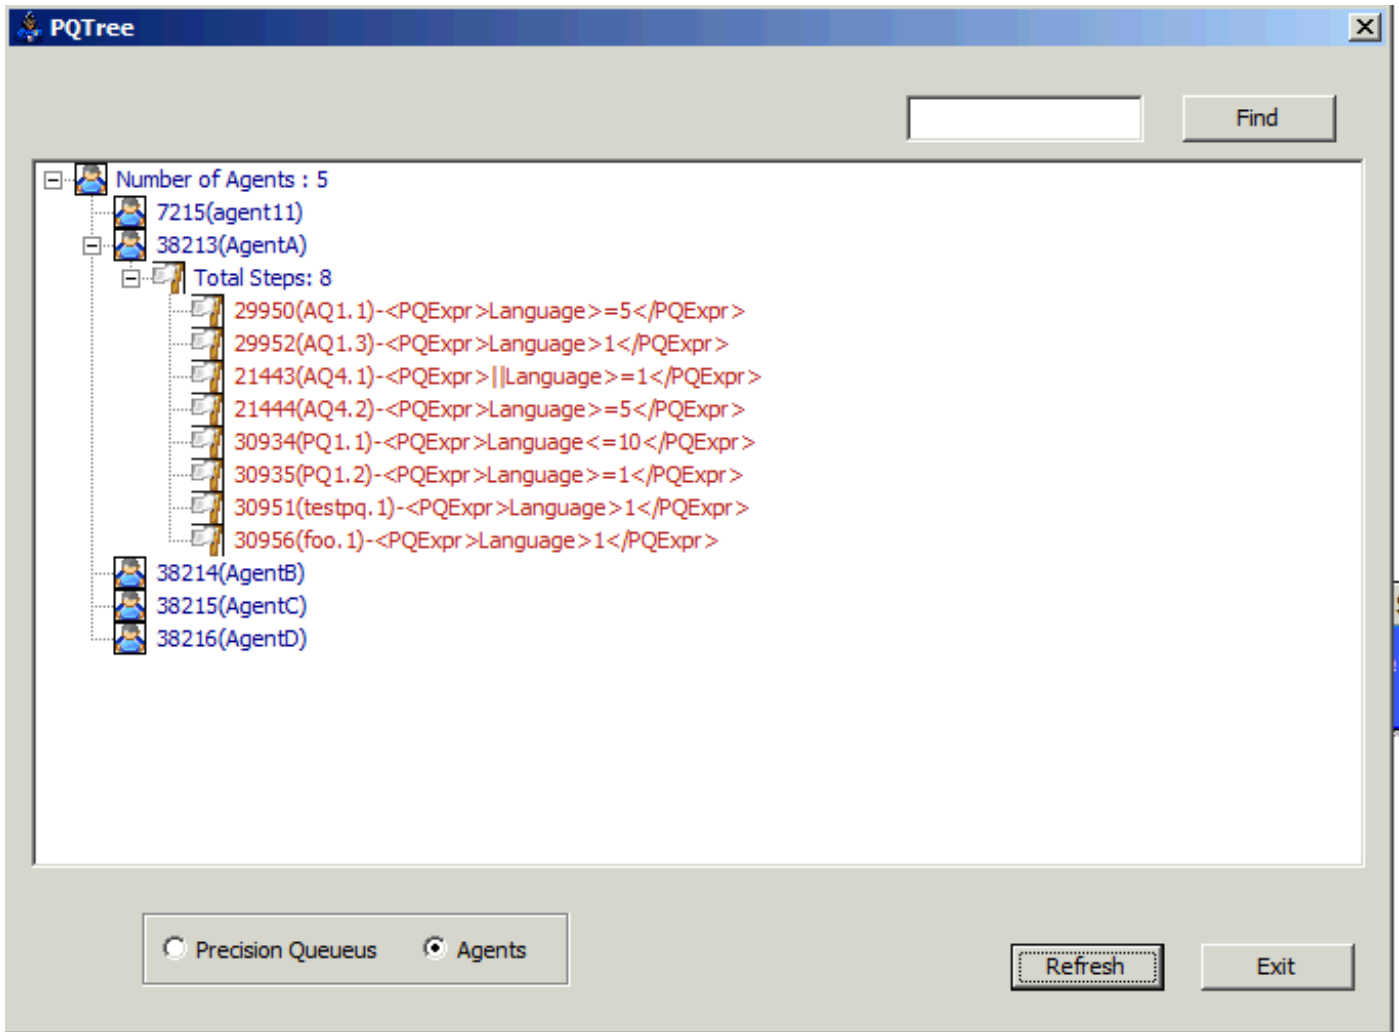 PQTree
Find
Number of Agents : 5
7215(agent11)
38213(AgentA)
Total Steps: 8
29950(AQ1.1)-<PQExpr>Language>=5</PQExpr>
29952(AQ1.3)-<PQExpr>Language>1</PQExpr>
21443(AQ4.1)-<PQExpr>||Language>=1</PQExpr>
21444(AQ4.2)-<PQExpr>Language>=5</PQExpr>
30934(PQ1.1)-<PQExpr>Language<=10</PQExpr>
30935(PQ1.2)-<PQExpr>Language>=1</PQExpr>
30951(testpq.1)-<PQExpr>Language>1</PQExpr>
30956(foo.1)-<PQExpr>Language>1</PQExpr>
38214(AgentB)
38215(AgentC)
38216(AgentD)
Precision Queueus Agents
Refresh Exit